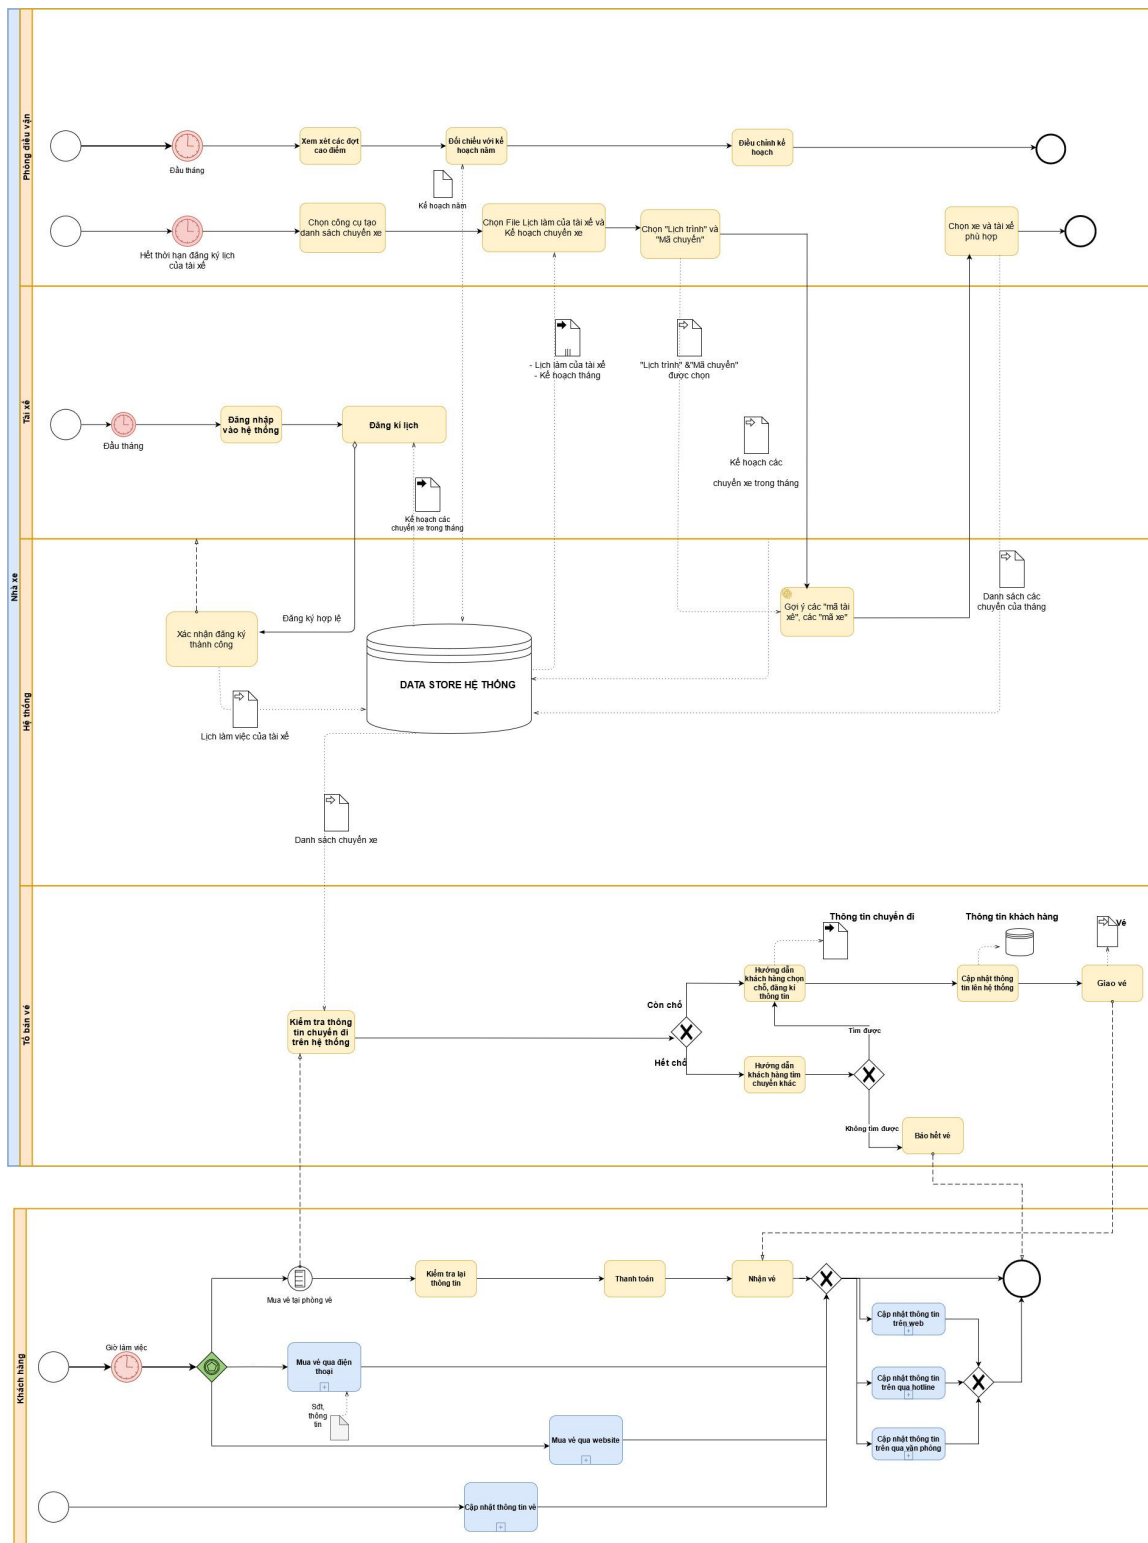 Nhà xe
Phòng điều vận
Đầu tháng
Xem xét các đợt
cao điểm
Đối chiếu với kế
hoạch năm
Kế hoạch năm
Điều chỉnh kế
hoạch
Hết thời hạn đăng ký lịch
của tài xế
Chọn công cụ tạo
danh sách chuyến xe
Chọn File Lịch làm của tài xế và
Kế hoạch chuyến xe
Chọn "Lịch trình" và
"Mã chuyến"
Chọn xe và tài xế
phù hợp
Tài xế
Đầu tháng
Đăng nhập
vào hệ thống
Đăng kí lịch
- Lịch làm của tài xế
- Kế hoạch tháng
"Lịch trình" &"Mã chuyến"
được chọn
Kế hoạch các
chuyến xe trong tháng
Kế hoạch các
chuyến xe trong tháng
Hệ thống
Xác nhận đăng ký
thành công
Đăng ký hợp lệ
Lịch làm việc của tài xế
DATA STORE HỆ THỐNG
Gợi ý các "mã tài
xế", các "mã xe"
Danh sách các
chuyến của tháng
Danh sách chuyến xe
Tổ bán vé
Kiểm tra thông
tin chuyến đi
trên hệ thống
Còn chỗ
Hết chỗ
Thông tin chuyến đi
Hướng dẫn
khách hàng chọn
chỗ, đăng kí
thông tin
Thông tin khách hàng
Cập nhật thông
tin lên hệ thống
Vé
Giao vé
Hướng dẫn
khách hàng tìm
chuyến khác
Tìm được
Không tìm được
Báo hết vé
Khách hàng
Giờ làm việc
Mua vé tại phòng vé
Kiểm tra lại
thông tin
Thanh toán
Nhận vé
Mua vé qua điện
thoại
Sđt,
thông
tin
Mua vé qua website
Cập nhật thông tin vé
Cập nhật thông tin
trên web
Cập nhật thông tin
trên qua hotline
Cập nhật thông tin
trên qua văn phòng